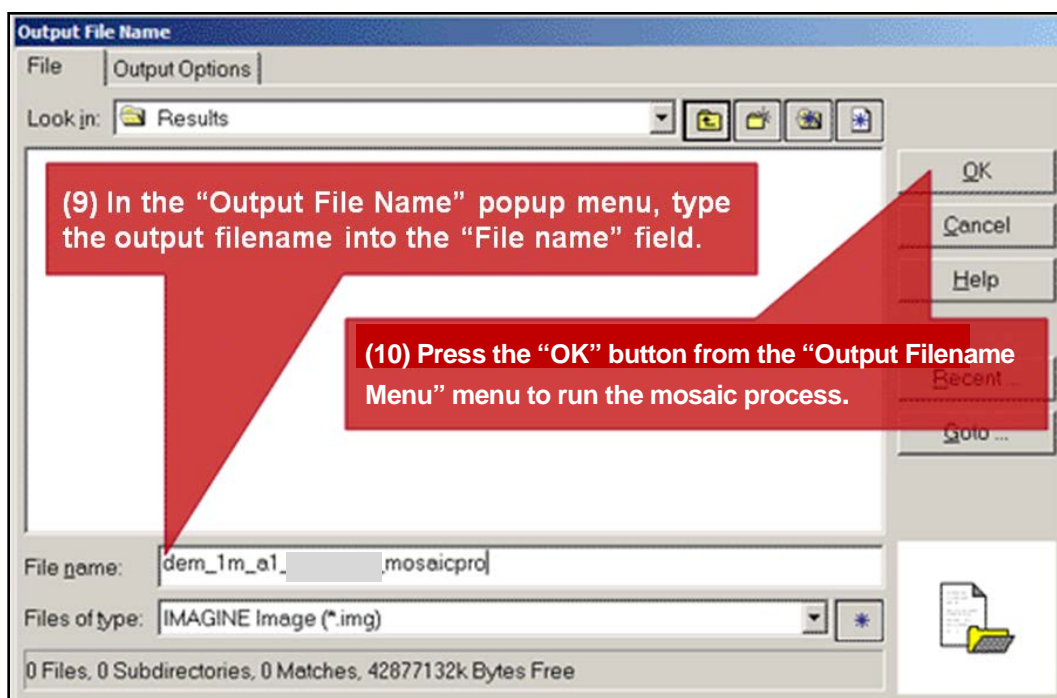 Output File Name
File Output Options
Look in: Results
(9) In the “Output File Name” popup menu, type
the output filename into the “File name” field.
OK
Cancel
Help
(10) Press the “OK” button from the “Output Filename
Menu” menu to run the mosaic process.
Recent ...
Goto ...
File name: dem_1m_a1_ _mosaicpro
Files of type: IMAGINE Image (*.img)
0 Files, 0 Subdirectories, 0 Matches, 42877132k Bytes Free